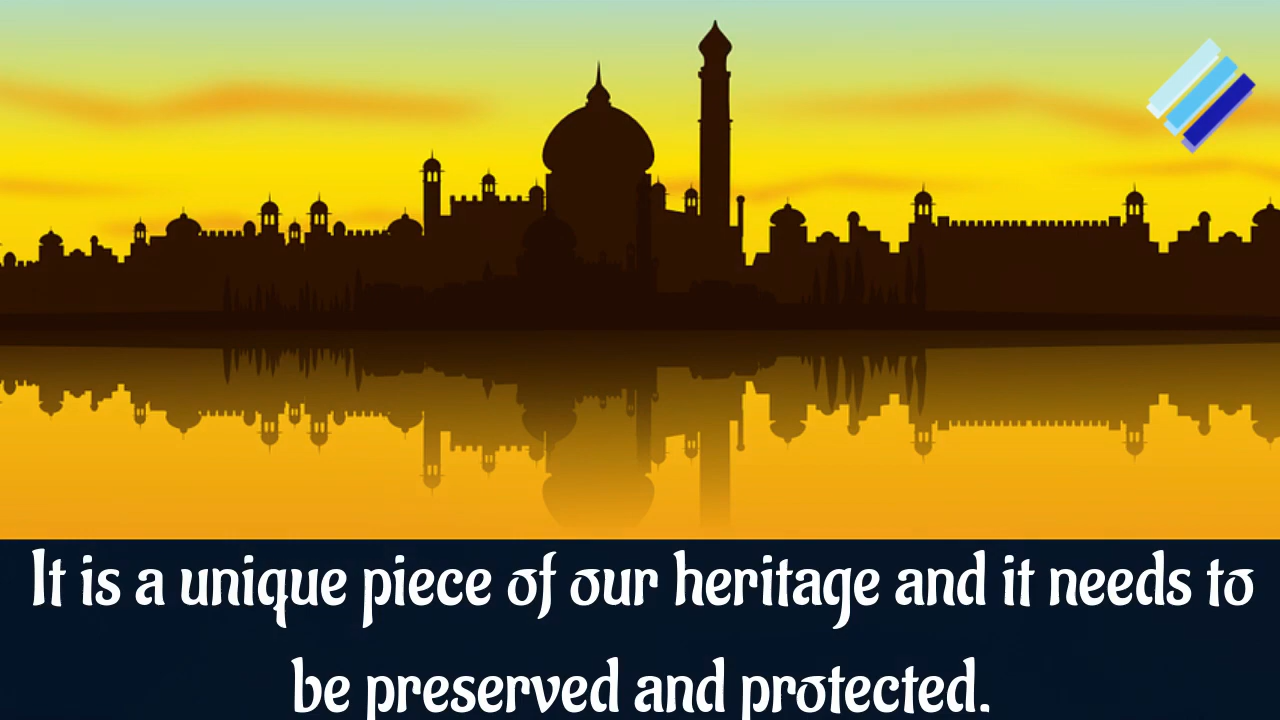 It is a unique piece of our heritage and it needs to
be preserved and protected.